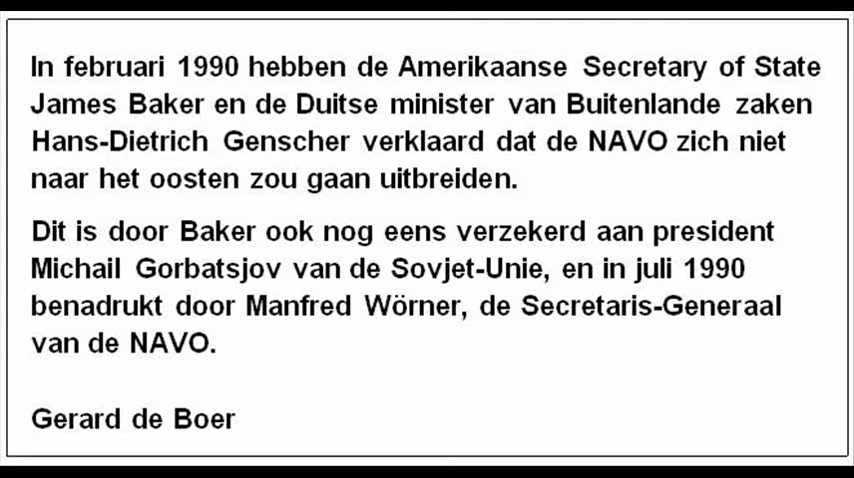 In februari 1990 hebben de Amerikaanse Secretary of State
James Baker en de Duitse minister van Buitenlande zaken
Hans-Dietrich Genscher verklaard dat de NAVO zich niet
naar het oosten zou gaan uitbreiden.
Dit is door Baker ook nog eens verzekerd aan president
Michail Gorbatsjov van de Sovjet-Unie, en in juli 1990
benadrukt door Manfred Wörner, de Secretaris-Generaal
van de NAVO.
Gerard de Boer